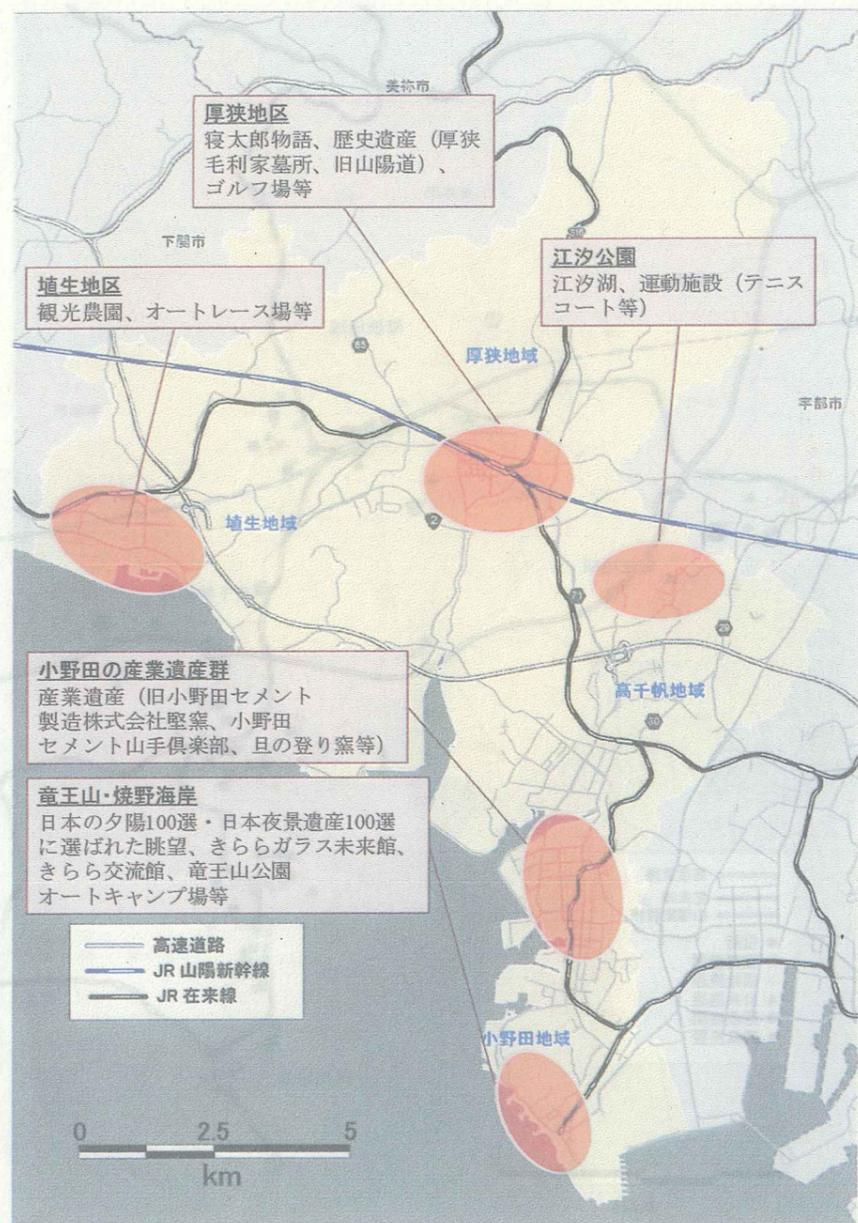 美祢市
厚狭地区
寝太郎物語、歴史遺産（厚狭
毛利家墓所、旧山陽道）、
ゴルフ場等
下関市
江汐公園
江汐湖、運動施設（テニス
コート等）
埴生地区
観光農園、オートレース場等
65
厚狭地域
宇部市
2
埴生地域
71
29
小野田の産業遺産群
産業遺産（旧小野田セメント
製造株式会社竪窯、小野田
セメント山手倶楽部、旦の登り窯等）
高千帆地域
竜王山・焼野海岸
日本の夕陽100選・日本夜景遺産100選
に選ばれた眺望、きららガラス未来館、
きらら交流館、竜王山公園
オートキャンプ場等
高速道路
JR 山陽新幹線
JR 在来線
小野田地域
0 2.5 5
km